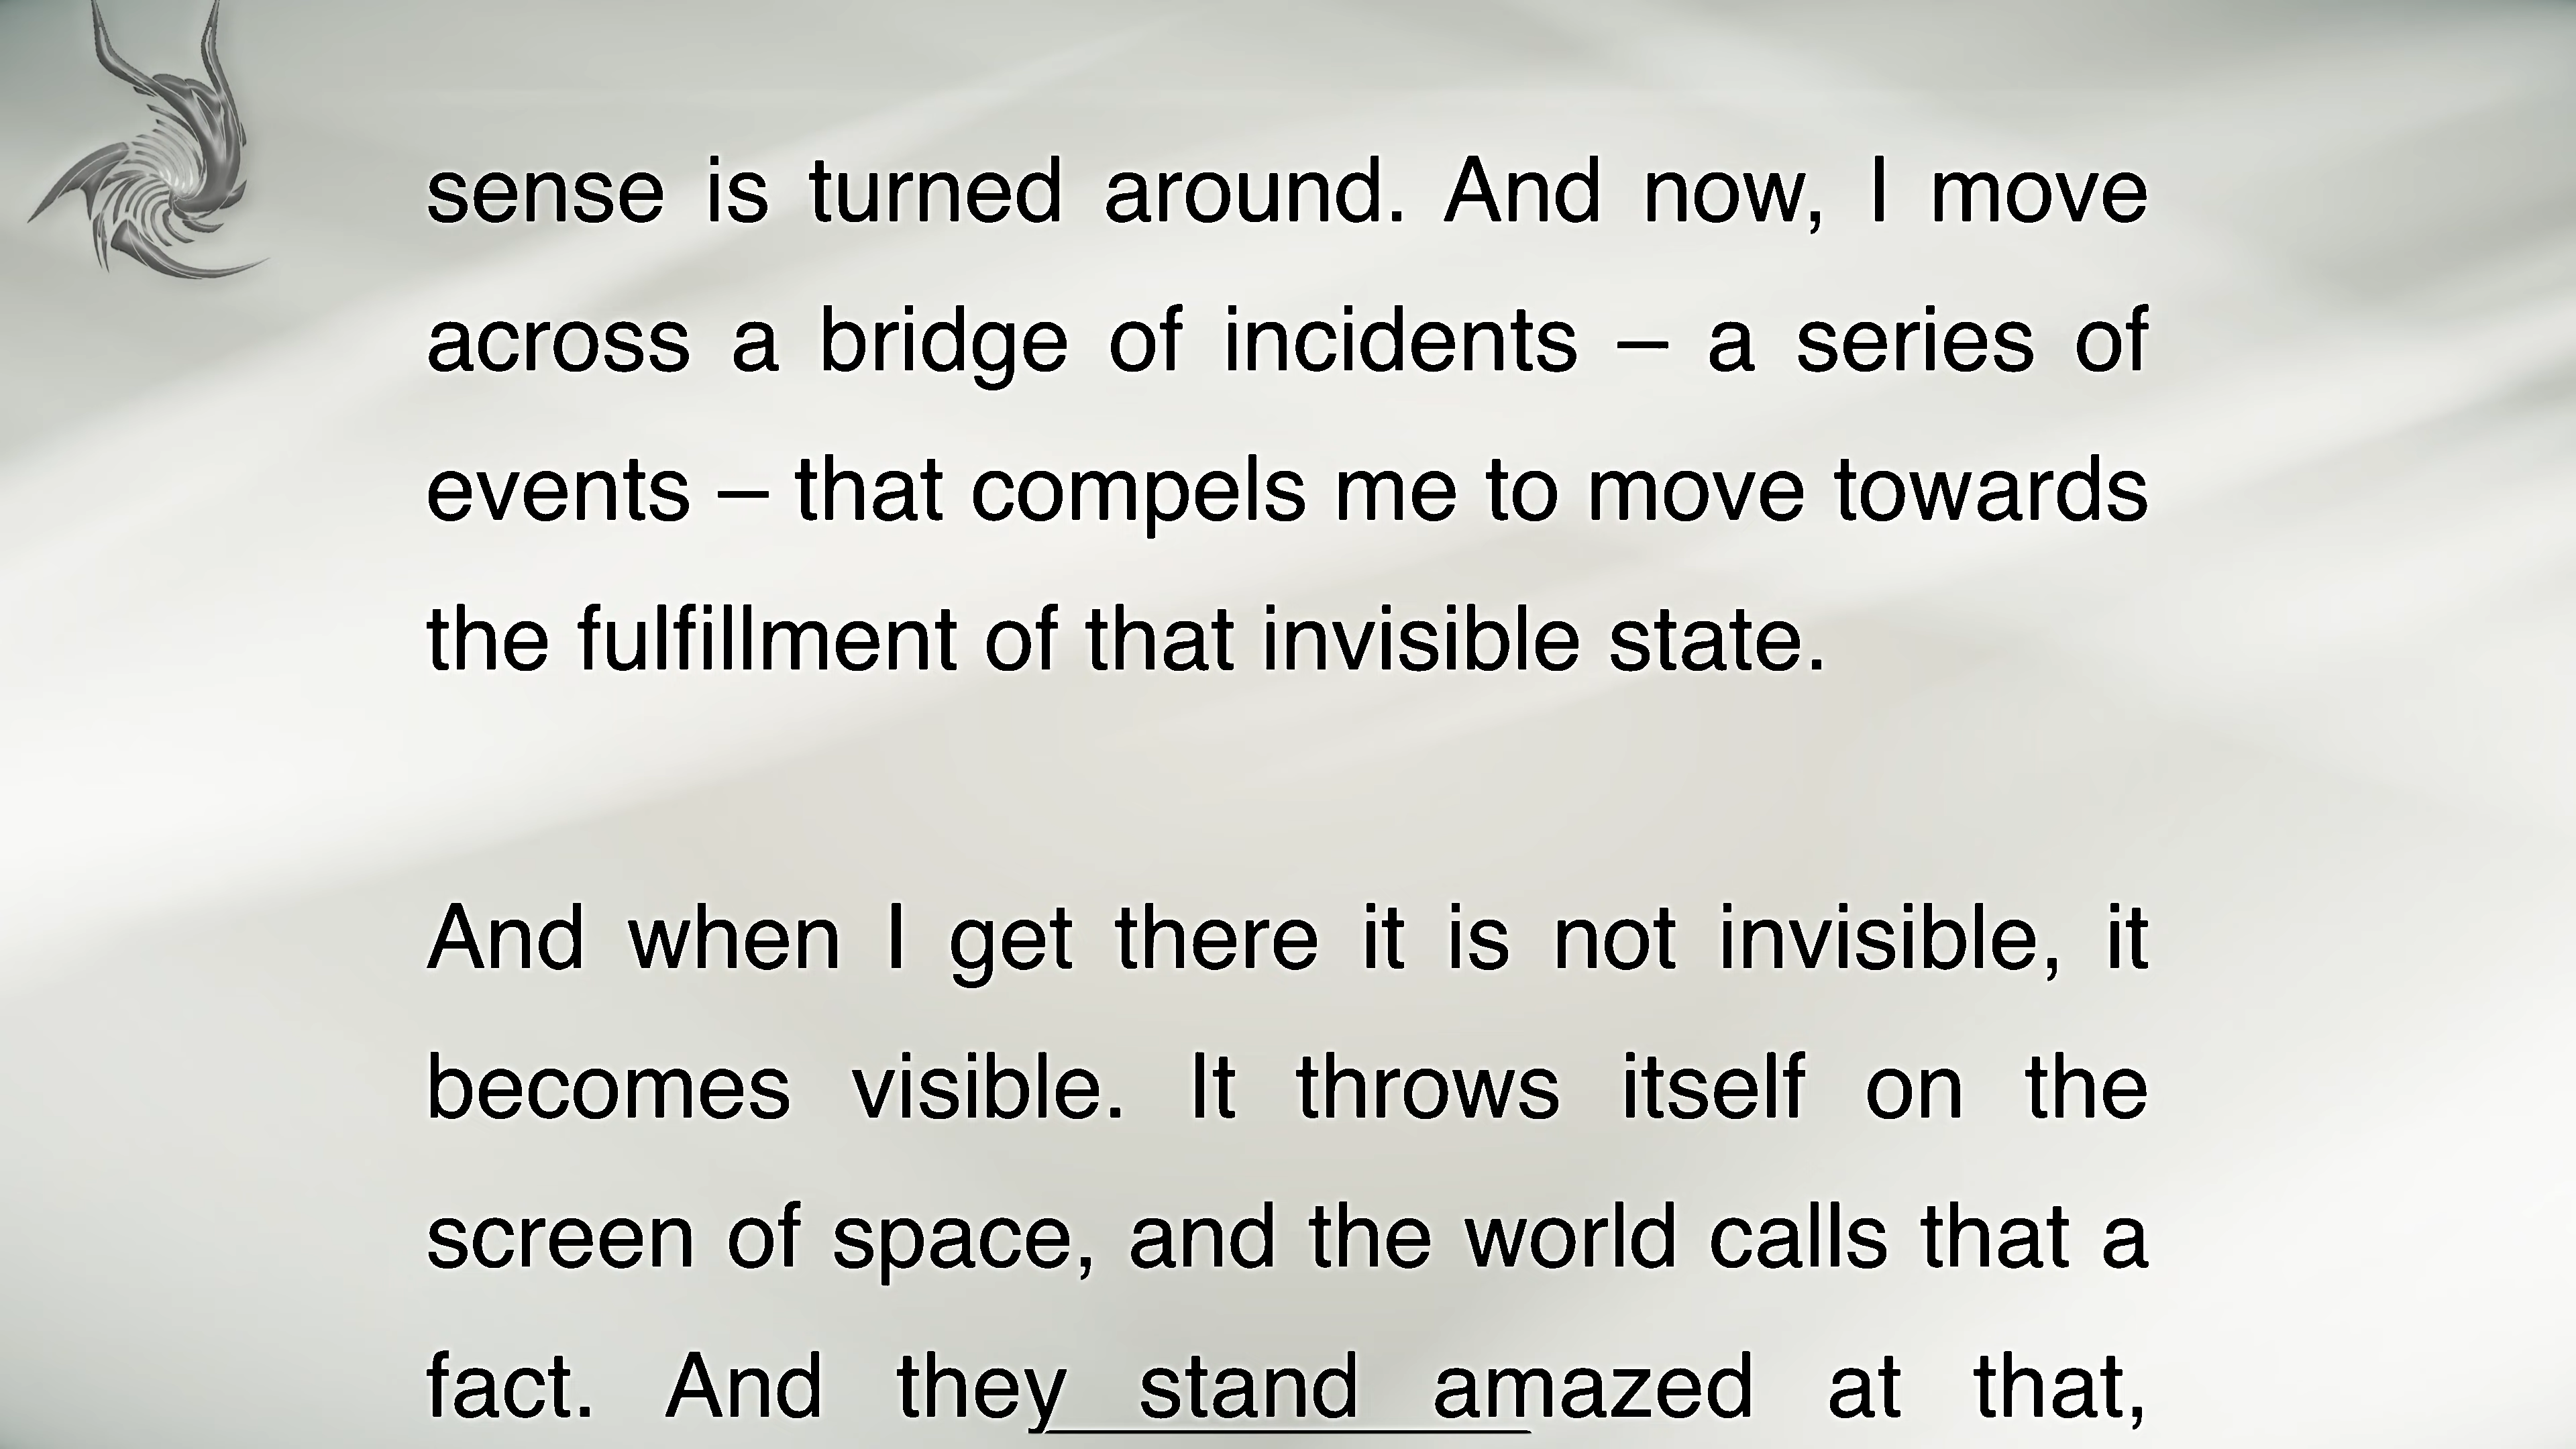 sense is turned around. And now, I move
across a bridge of incidents – a series of
events – that compels me to move towards
the fulfillment of that invisible state.
And when I get there it is not invisible, it
becomes visible. It throws itself on the
screen of space, and the world calls that a
fact. And they stand amazed at that,